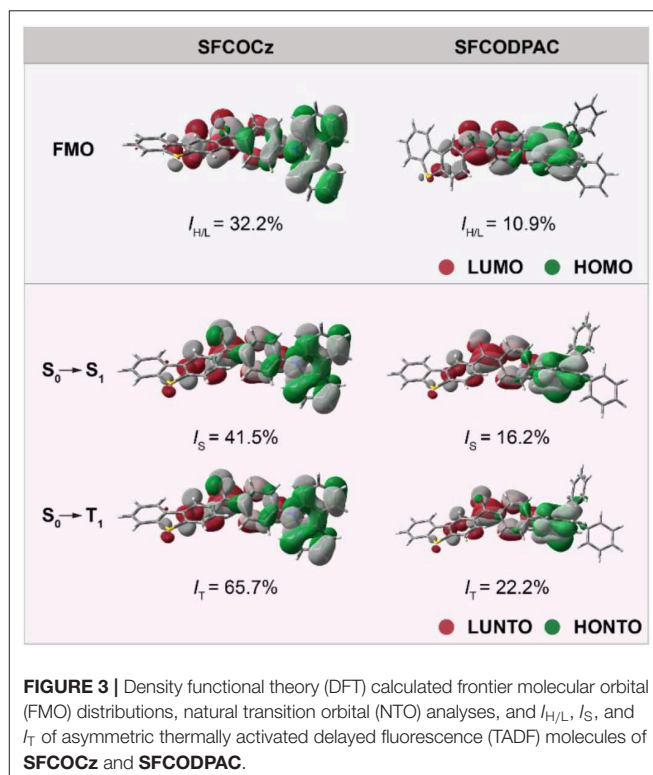 SFCOCz SFCODPAC
FMO
I_H/L = 32.2% I_H/L = 10.9%
LUMO HOMO
S₀→S₁
I_S = 41.5% I_S = 16.2%
S₀→T₁
I_T = 65.7% I_T = 22.2%
LUNTO HONTO
FIGURE 3 | Density functional theory (DFT) calculated frontier molecular orbital
(FMO) distributions, natural transition orbital (NTO) analyses, and I_H/L, I_S, and
I_T of asymmetric thermally activated delayed fluorescence (TADF) molecules of
SFCOCz and SFCODPAC.